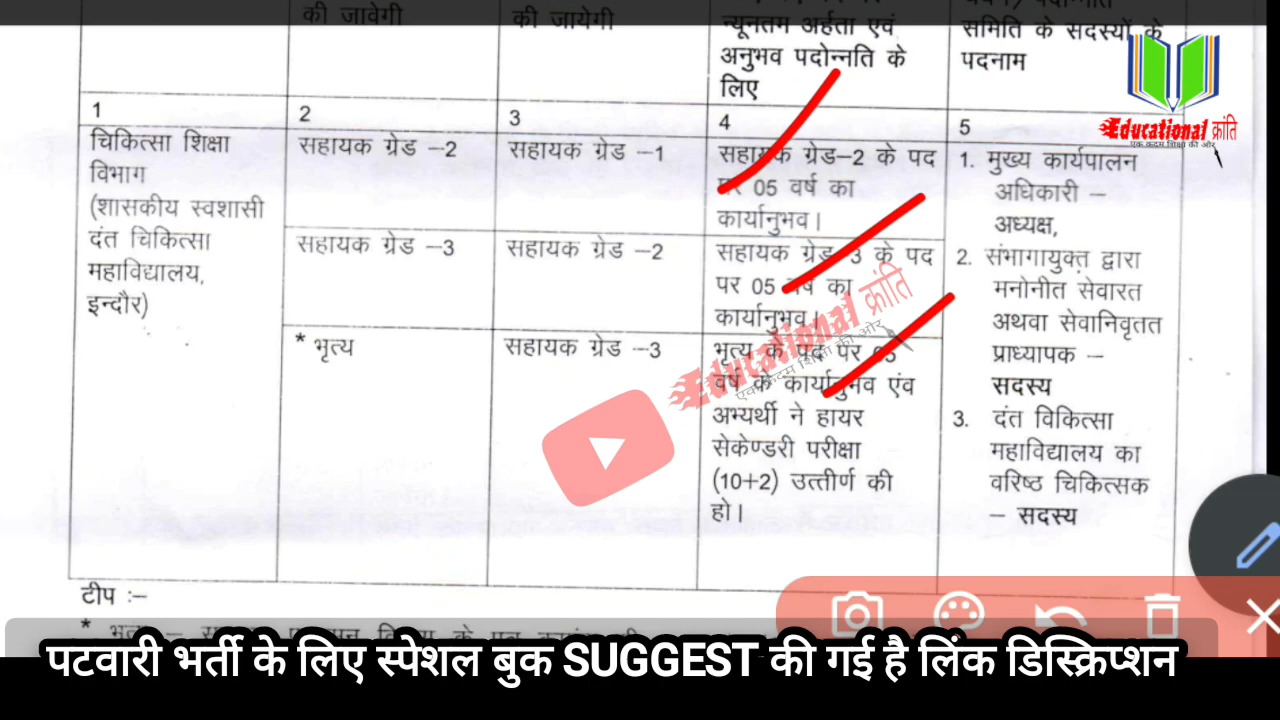 की जावेगी
की जायेगी
न्यूनतम अर्हता एवं
अनुभव पदोन्नति के
लिए
समिति के सदस्यों के
पदनाम
Educational क्रांति
एक कदम शिक्षा की ओर
1
2
3
4
5
चिकित्सा शिक्षा
विभाग
(शासकीय स्वशासी
दंत चिकित्सा
महाविद्यालय,
इन्दौर)
सहायक ग्रेड –2
सहायक ग्रेड –1
सहायक ग्रेड–2 के पद
पर 05 वर्ष का
कार्यानुभव।
सहायक ग्रेड –3
सहायक ग्रेड –2
सहायक ग्रेड–3 के पद
पर 05 वर्ष का
कार्यानुभव।
* भृत्य
सहायक ग्रेड –3
भृत्य के पद पर 05
वर्ष के कार्यानुभव एंव
अभ्यर्थी ने हायर
सेकेण्डरी परीक्षा
(10+2) उत्तीर्ण की
हो।
1. मुख्य कार्यपालन
अधिकारी –
अध्यक्ष,
2. संभागायुक्त द्वारा
मनोनीत सेवारत
अथवा सेवानिवृतत
प्राध्यापक –
सदस्य
3. दंत विकित्सा
महाविद्यालय का
वरिष्ठ चिकित्सक
– सदस्य
Educational क्रांति
एक कदम शिक्षा की ओर
टीप :–
पटवारी भर्ती के लिए स्पेशल बुक SUGGEST की गई है लिंक डिस्क्रिप्शन